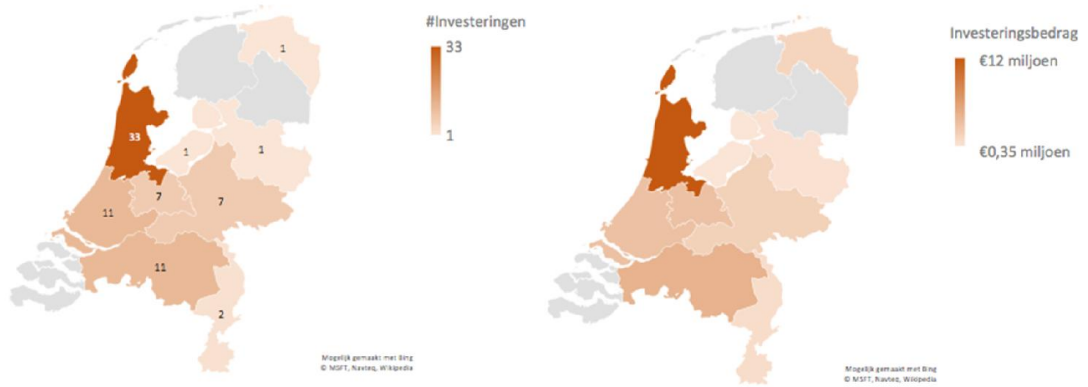 #Investeringen
33
1
1
33
1
1
7
11
7
11
2
Mogelijk gemaakt met Bing
© MSFT, Navteq, Wikipedia
Investeringsbedrag
€12 miljoen
€0,35 miljoen
Mogelijk gemaakt met Bing
© MSFT, Navteq, Wikipedia